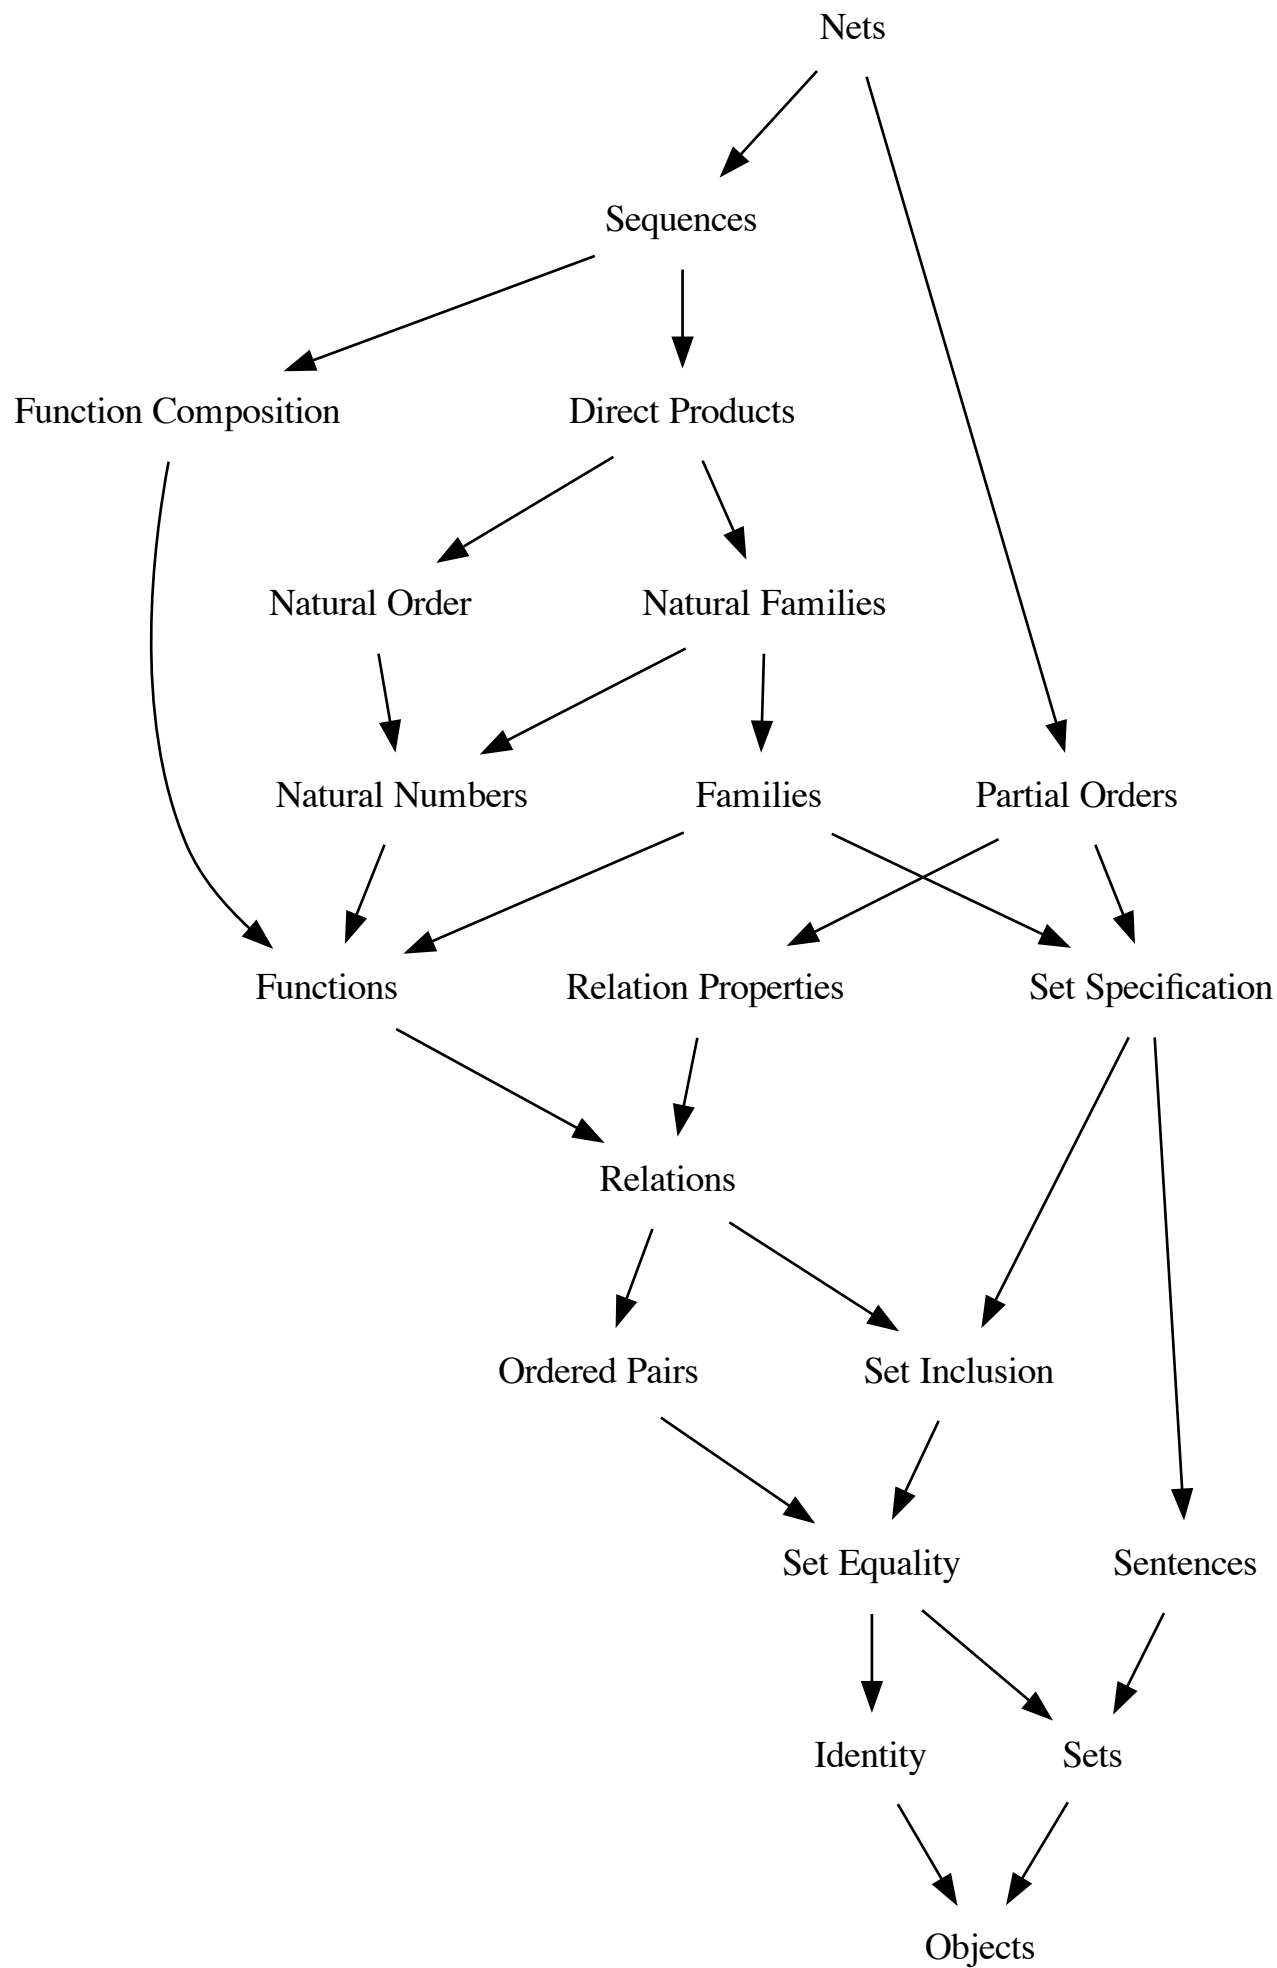 Nets
Sequences
Function Composition
Direct Products
Natural Order
Natural Families
Natural Numbers
Families
Partial Orders
Functions
Relation Properties
Set Specification
Relations
Ordered Pairs
Set Inclusion
Set Equality
Sentences
Identity
Sets
Objects